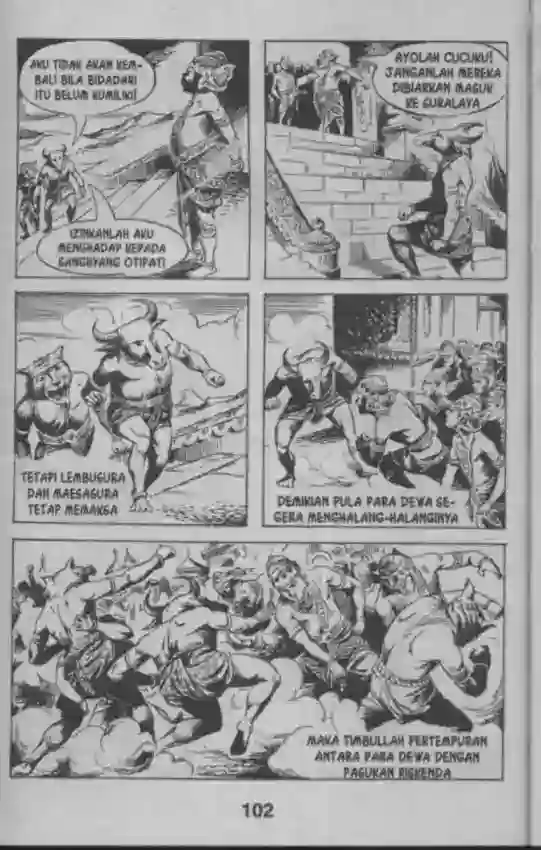 AKU TIDAK AKAN KEM-
BALI BILA BIDADARI
ITU BELUM KUMILIKI!
IZINKANLAH AKU
MENGHADAP KEPADA
SANGHYANG OTIPATI
AYOLAH CUCUKU!
JANGANLAH MEREKA
DIBIARKAN MASUK
KE SURALAYA
TETAPI LEMBUSURA
DAN MAESASURA
TETAP MEMAKSA
DEMIKIAN PULA PARA DEWA SE-
GERA MENGHALANG-HALANGINYA
MAKA TIMBULLAH PERTEMPURAN
ANTARA PARA DEWA DENGAN
PASUKAN RISKENDA
102